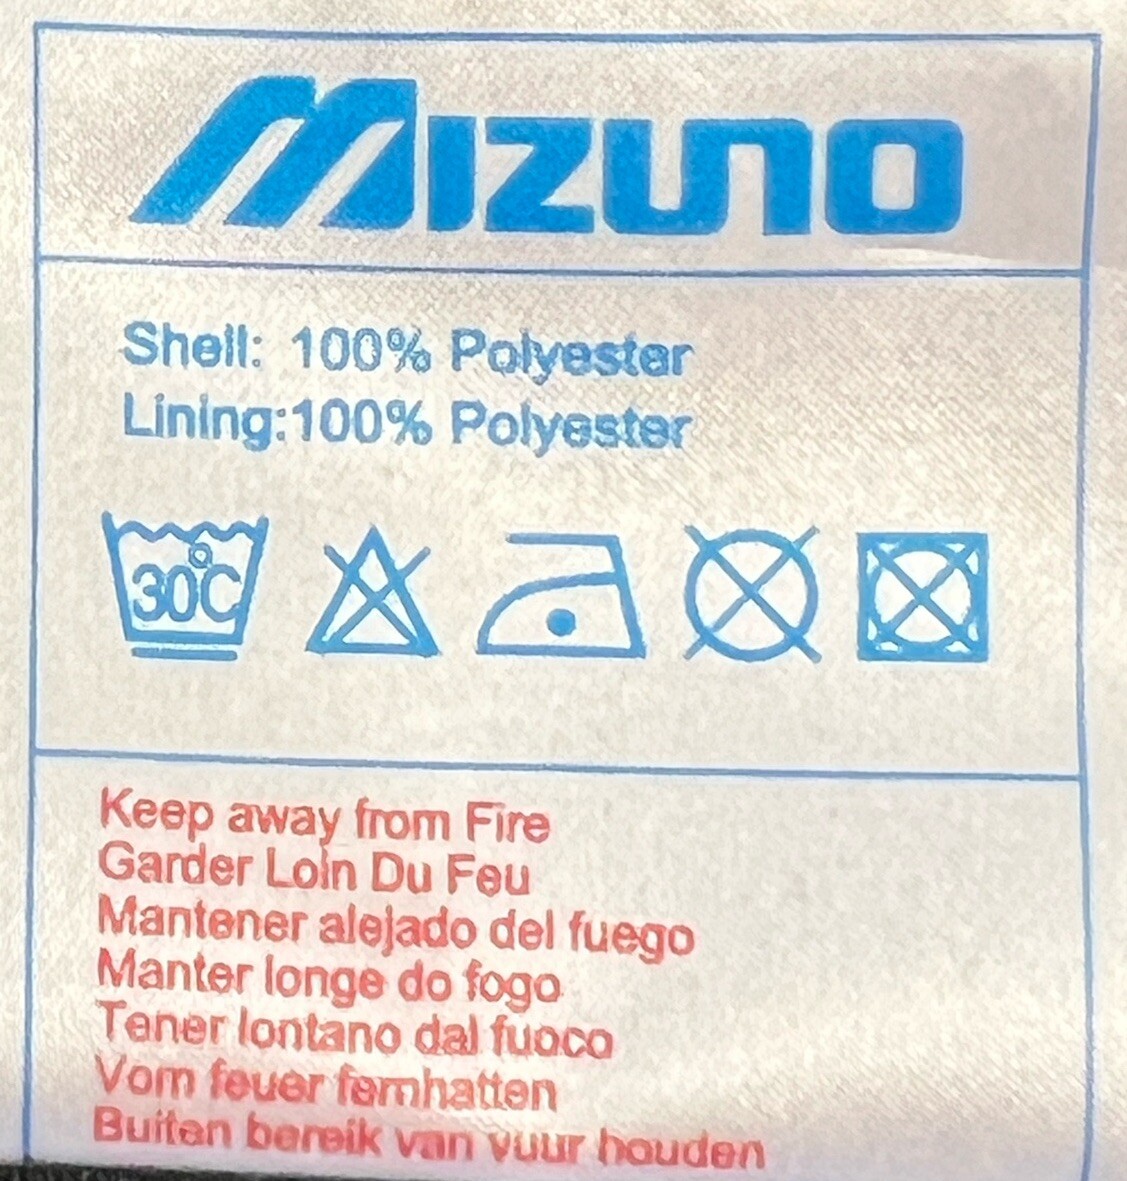 MIZUNO
Shell: 100% Polyester
Lining:100% Polyester
30°C
Keep away from Fire
Garder Loin Du Feu
Mantener alejado del fuego
Manter longe do fogo
Tener lontano dal fuoco
Vom feuer fernhatten
Buiten bereik van vuur houden